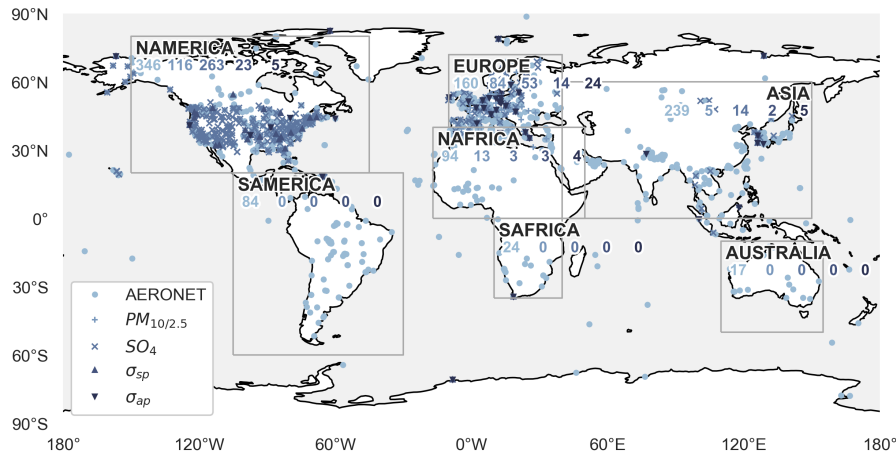 90°N
60°N
30°N
0°
30°S
60°S
90°S
NAMERICA
346 116 263 23 5
EUROPE
160 84 53 14 24
ASIA
239 5 14 2 5
NAFRICA
94 13 3 3 4
SAMERICA
84 0 0 0 0
SAFRICA
24 0 0 0 0
AUSTRALIA
17 0 0 0 0
AERONET
PM10/2.5
SO4
σsp
σap
180° 120°W 60°W 0°W 60°E 120°E 180°